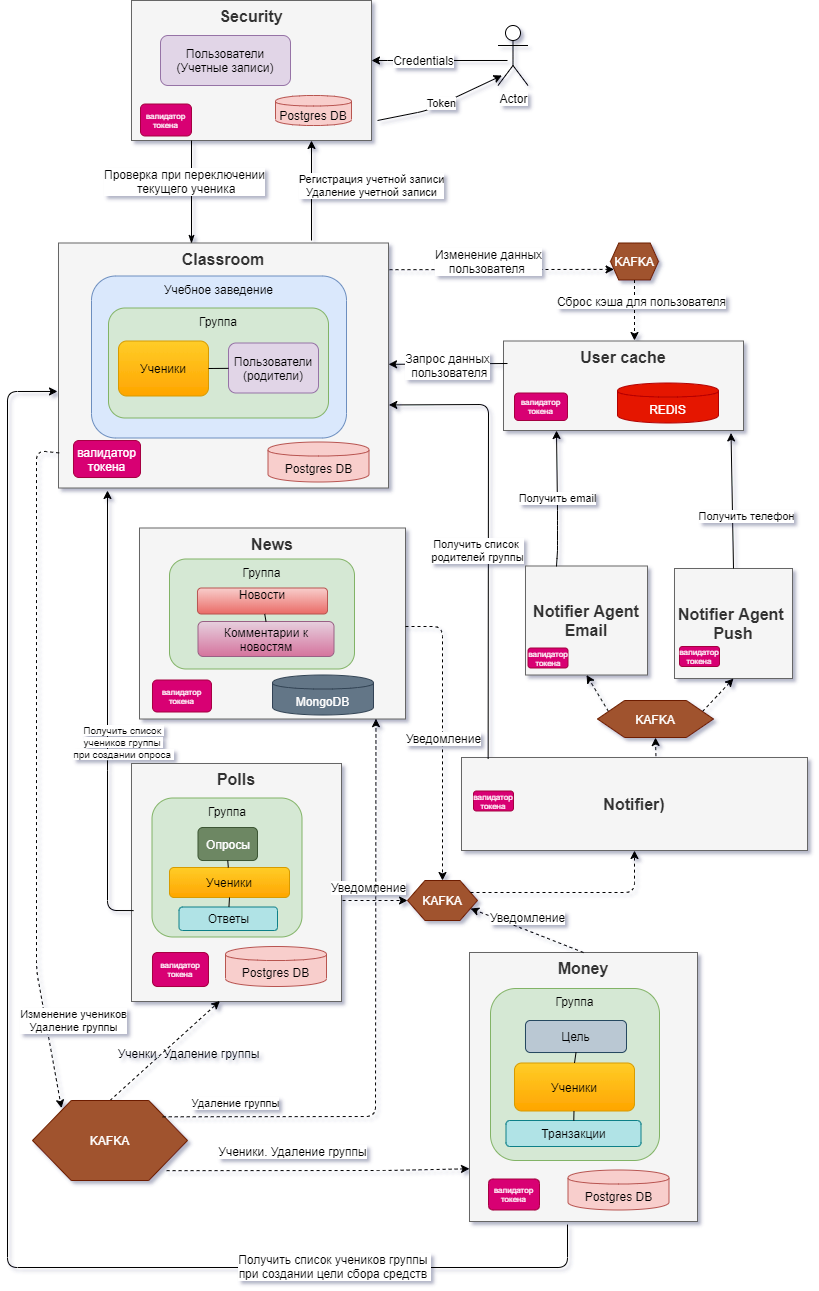 Security
Пользователи
(Учетные записи)
валидатор
токена
Postgres DB
Credentials
Token
Actor
Проверка при переключении
текущего ученика
Регистрация учетной записи
Удаление учетной записи
Classroom
Учебное заведение
Группа
Ученики
Пользователи
(родители)
валидатор
токена
Postgres DB
Изменение данных
пользователя
KAFKA
Сброс кэша для пользователя
User cache
Запрос данных
пользователя
валидатор
токена
REDIS
Получить email
Получить телефон
Получить список
родителей группы
News
Группа
Новости
Комментарии к
новостям
валидатор
токена
MongoDB
Notifier Agent
Email
валидатор
токена
Notifier Agent
Push
валидатор
токена
KAFKA
Уведомление
Получить список
учеников группы
при создании опроса
Polls
Группа
Опросы
Ученики
Ответы
валидатор
токена
Postgres DB
Notifier)
валидатор
токена
Уведомление
KAFKA
Уведомление
Money
Группа
Цель
Ученики
Транзакции
валидатор
токена
Postgres DB
Изменение учеников
Удаление группы
Ученки. Удаление группы
Удаление группы
KAFKA
Ученики. Удаление группы
Получить список учеников группы
при создании цели сбора средств